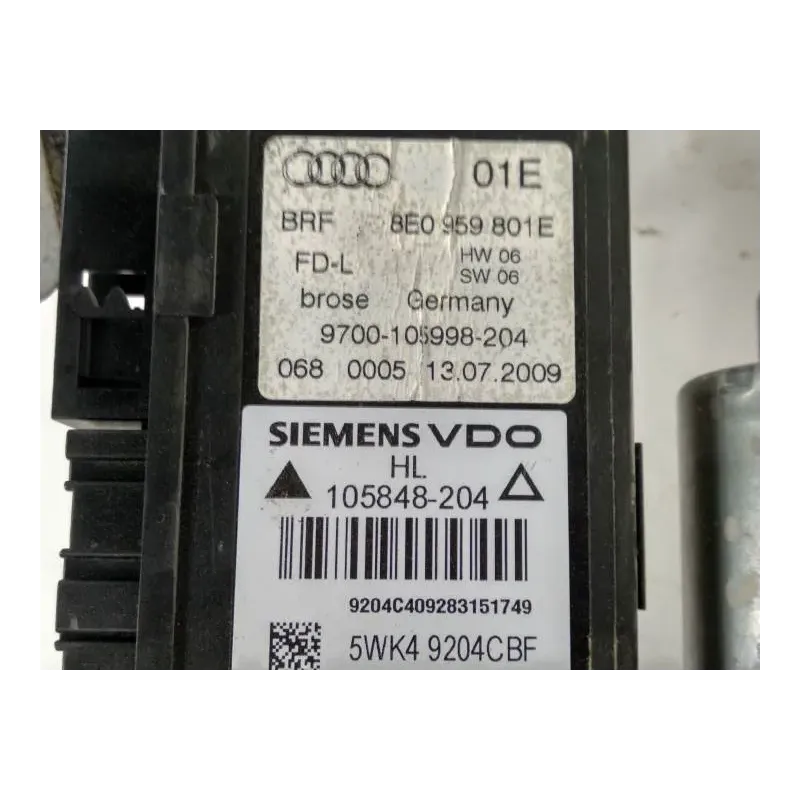 01E
BRF 8E0 959 801E
FD-L HW 06
SW 06
brose Germany
9700-105998-204
068 0005 13.07.2009
SIEMENS VDO
HL
105848-204
9204C409283151749
5WK4 9204CBF